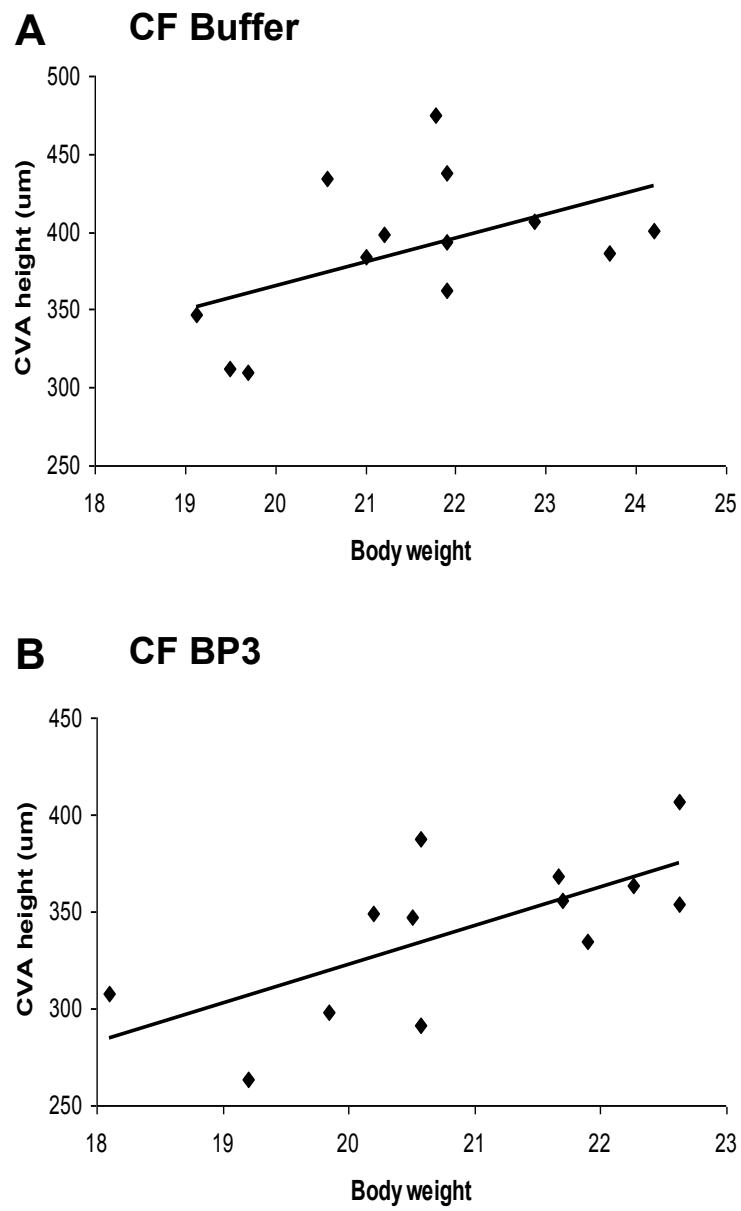 A CF Buffer
500
450
400
350
300
250
CVA height (um)
18 19 20 21 22 23 24 25
Body weight
B CF BP3
450
400
350
300
250
CVA height (um)
18 19 20 21 22 23
Body weight